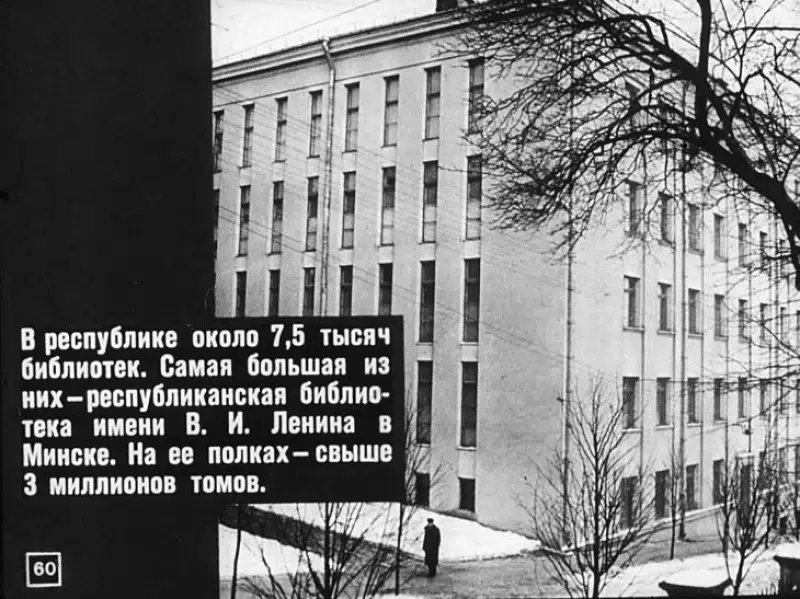 В республике около 7,5 тысяч
библиотек. Самая большая из
них — республиканская библио-
тека имени В. И. Ленина в
Минске. На ее полках — свыше
3 миллионов томов.
60